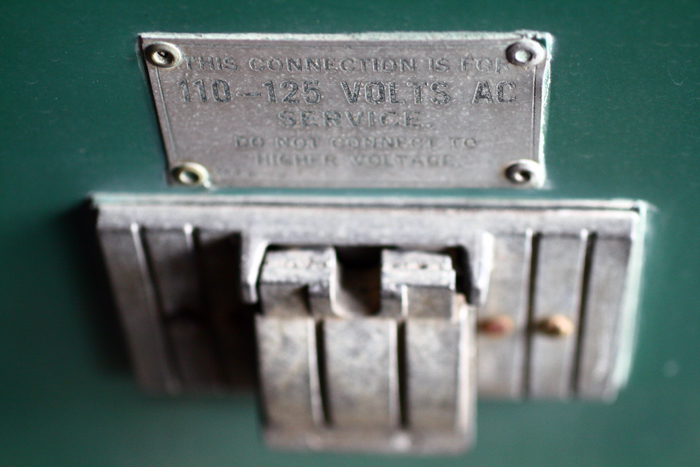 THIS CONNECTION IS FOR
110-125 VOLTS AC
SERVICE.
DO NOT CONNECT TO
HIGHER VOLTAGE.